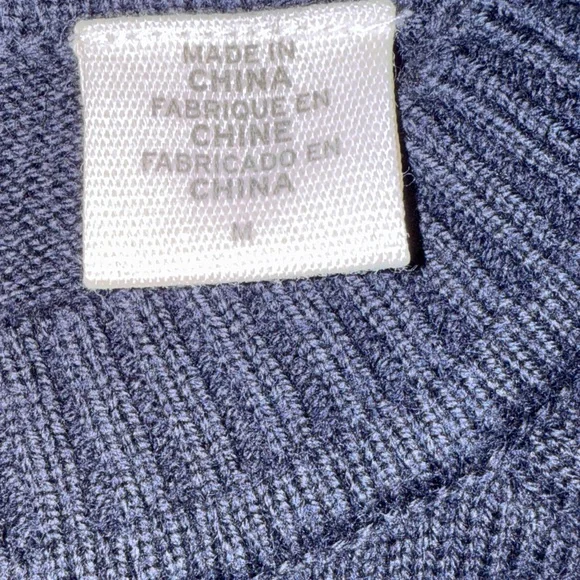 MADE IN
CHINA
FABRIQUE EN
CHINE
FABRICADO EN
CHINA
M